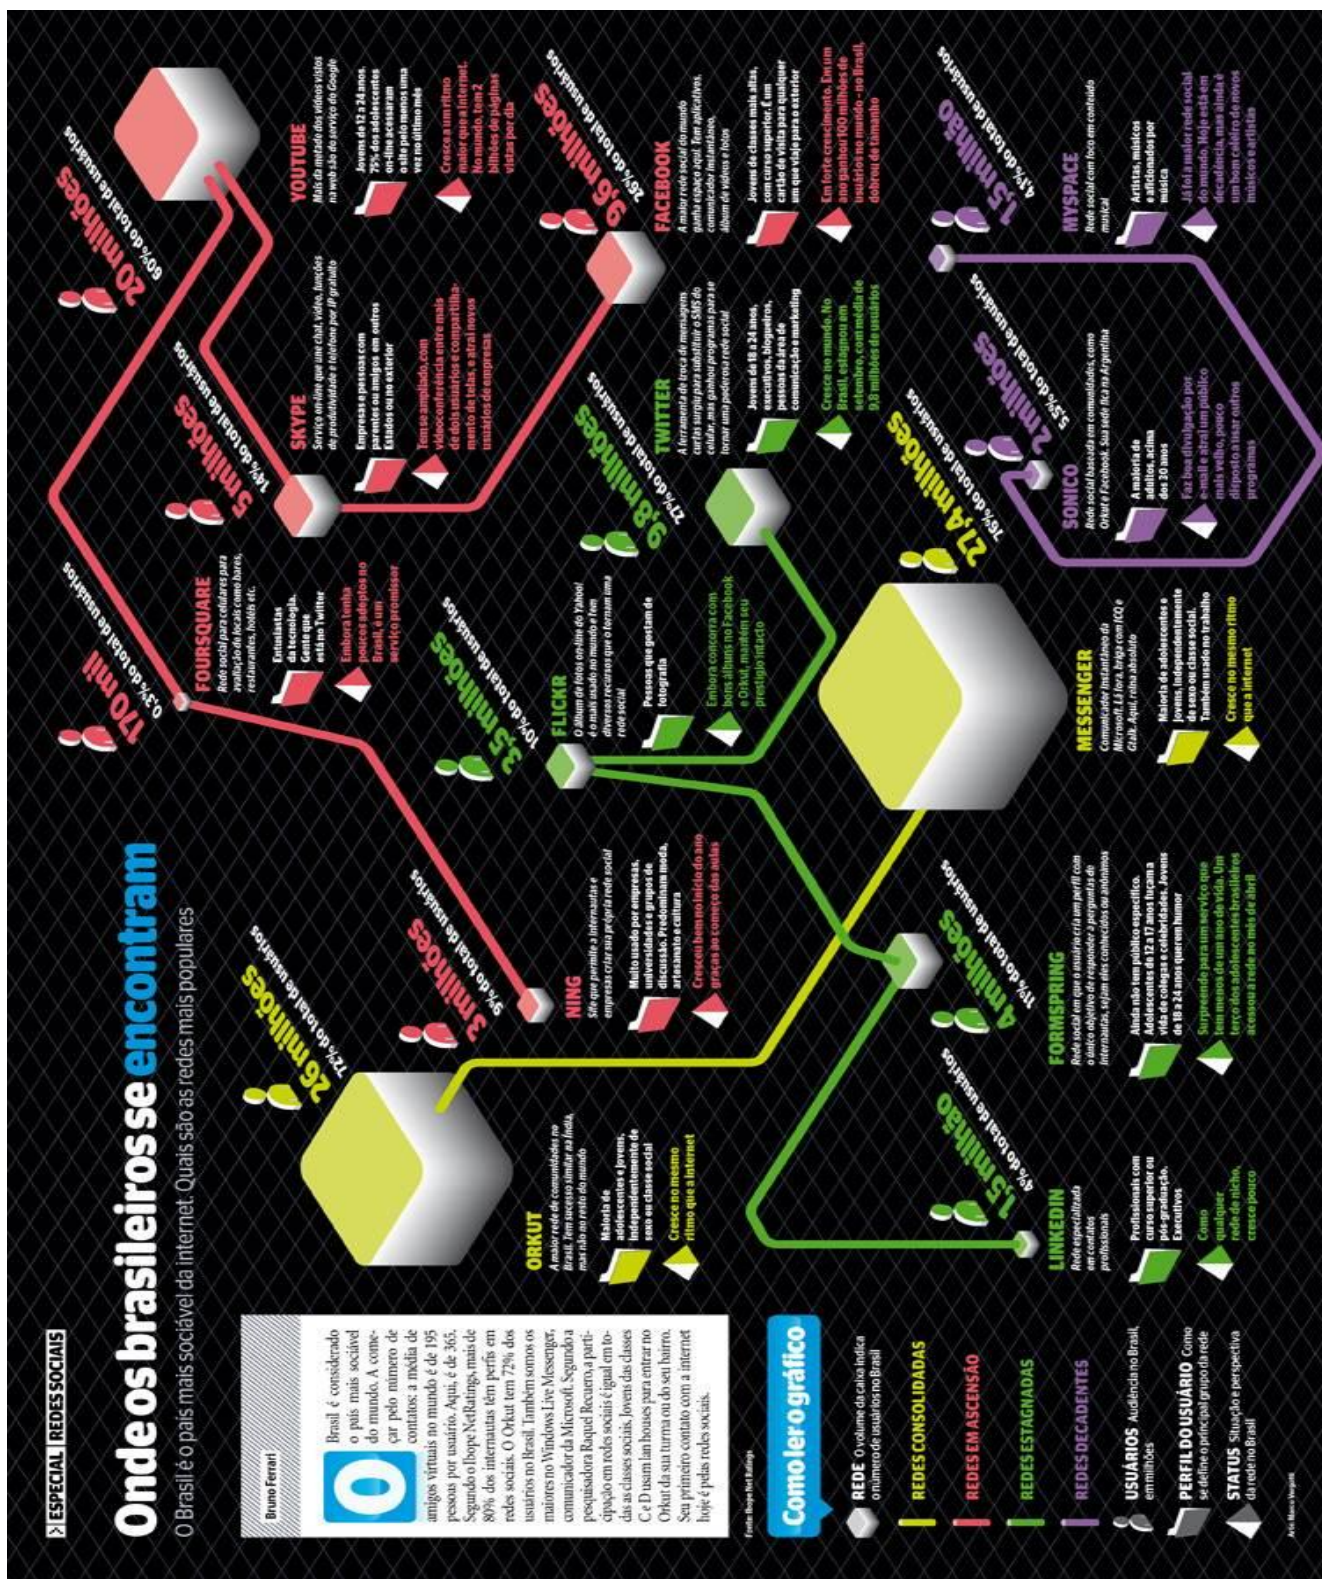 > ESPECIAL | REDES SOCIAIS
Onde os brasileiros se encontram
O Brasil é o país mais sociável da internet. Quais são as redes mais populares
Bruno Ferrari
O Brasil é considerado
o país mais sociável
do mundo. A come-
çar pelo número de
contatos: a média de
amigos virtuais no mundo é de 195
pessoas por usuário. Aqui, é de 365.
Segundo o Ibope NetRatings, mais de
80% dos internautas têm perfis em
redes sociais. O Orkut tem 72% dos
usuários no Brasil. Também somos os
maiores no Windows Live Messenger,
comunicador da Microsoft. Segundo a
pesquisadora Raquel Recuero, a parti-
cipação em redes sociais é igual em to-
das as classes sociais. Jovens das classes
C e D usam lan houses para entrar no
Orkut da sua turma ou do seu bairro.
Seu primeiro contato com a internet
hoje é pelas redes sociais.
Fonte: Ibope Net Ratings
Como ler o gráfico
REDE O volume da caixa indica
o número de usuários no Brasil
REDES CONSOLIDADAS
REDES EM ASCENSÃO
REDES ESTAGNADAS
REDES DECADENTES
USUÁRIOS Audiência no Brasil,
em milhões
PERFIL DO USUÁRIO Como
se define o principal grupo da rede
STATUS Situação e perspectiva
da rede no Brasil
Arte: Marco Vergotti
26 milhões
72% do total de usuários
ORKUT
A maior rede de comunidades no
Brasil. Tem sucesso similar na Índia,
mas não no resto do mundo
Maioria de
adolescentes e jovens,
independentemente de
sexo ou classe social
Cresce no mesmo
ritmo que a internet
3 milhões
9% do total de usuários
NING
Site que permite a internautas e
empresas criar sua própria rede social
Muito usado por empresas,
universidades e grupos de
discussão. Predominam moda,
artesanato e cultura
Cresceu bem no início do ano
graças ao começo das aulas
170 mil
0,3% do total de usuários
FOURSQUARE
Rede social para celulares para
avaliação de locais como bares,
restaurantes, hotéis etc.
Entusiastas
da tecnologia.
Gente que
está no Twitter
Embora tenha
poucos adeptos no
Brasil, é um
serviço promissor
5 milhões
14% do total de usuários
SKYPE
Serviço on-line que une chat, vídeo, funções
de produtividade e telefone por IP gratuito
Empresas e pessoas com
parentes ou amigos em outros
Estados ou no exterior
Tem se ampliado, com
videoconferência entre mais
de dois usuários e compartilha-
mento de telas, e atrai novos
usuários de empresas
20 milhões
60% do total de usuários
YOUTUBE
Mais da metade dos vídeos vistos
na web são do serviço do Google
Jovens de 12 a 24 anos.
75% dos adolescentes
on-line acessaram
o site pelo menos uma
vez no último mês
Cresce a um ritmo
maior que a internet.
No mundo, tem 2
bilhões de páginas
vistas por dia
9,6 milhões
26% do total de usuários
FACEBOOK
A maior rede social do mundo
ganha espaço aqui. Tem aplicativos,
comunicador instantâneo,
álbum de vídeos e fotos
Jovens de classes mais altas,
com curso superior. É um
cartão de visita para qualquer
um que viaje para o exterior
Em forte crescimento. Em um
ano ganhou 100 milhões de
usuários no mundo - no Brasil,
dobrou de tamanho
9,8 milhões
27% do total de usuários
TWITTER
A ferramenta de troca de mensagens
curtas surgiu para substituir o SMS do
celular, mas ganhou programas para se
tornar uma poderosa rede social
Jovens de 18 a 24 anos,
executivos, blogueiros,
pessoas da área de
comunicação e marketing
Cresce no mundo. No
Brasil, estagnou em
setembro, com média de
9,8 milhões de usuários
3,5 milhões
10% do total de usuários
FLICKR
O álbum de fotos on-line do Yahoo!
é o mais usado no mundo e tem
diversos recursos que o tornam uma
rede social
Pessoas que gostam de
fotografia
Embora concorra com
bons álbuns no Facebook
e Orkut, mantém seu
prestígio intacto
1,5 milhão
4% do total de usuários
LINKEDIN
Rede especializada
em contatos
profissionais
Profissionais com
curso superior ou
pós-graduação.
Executivos
Como
qualquer
rede de nicho,
cresce pouco
4 milhões
11% do total de usuários
FORMSPRING
Rede social em que o usuário cria um perfil com
o único objetivo de responder a perguntas de
internautas, sejam eles conhecidos ou anônimos
Ainda não tem público específico.
Adolescentes de 12 a 17 anos fuçam a
vida de colegas e celebridades. Jovens
de 18 a 24 anos querem humor
Surpreende para um serviço que
tem menos de um ano de vida. Um
terço dos adolescentes brasileiros
acessou a rede no mês de abril
27,4 milhões
76% do total de usuários
MESSENGER
Comunicador instantâneo da
Microsoft. Lá fora, briga com ICQ e
Gtalk. Aqui, reina absoluto
Maioria de adolescentes e
jovens, independentemente
de sexo ou classe social.
Também usado no trabalho
Cresce no mesmo ritmo
que a internet
2 milhões
5,5% do total de usuários
SONICO
Rede social baseada em comunidades, como
Orkut e Facebook. Sua sede fica na Argentina
A maioria de
adultos, acima
dos 30 anos
Faz boa divulgação por
e-mail e atrai um público
mais velho, pouco
disposto a usar outros
programas
1,5 milhão
4,1% do total de usuários
MYSPACE
Rede social com foco em conteúdo
musical
Artistas, músicos
e aficionados por
música
Já foi a maior rede social
do mundo. Hoje está em
decadência, mas ainda é
um bom celeiro de novos
músicos e artistas